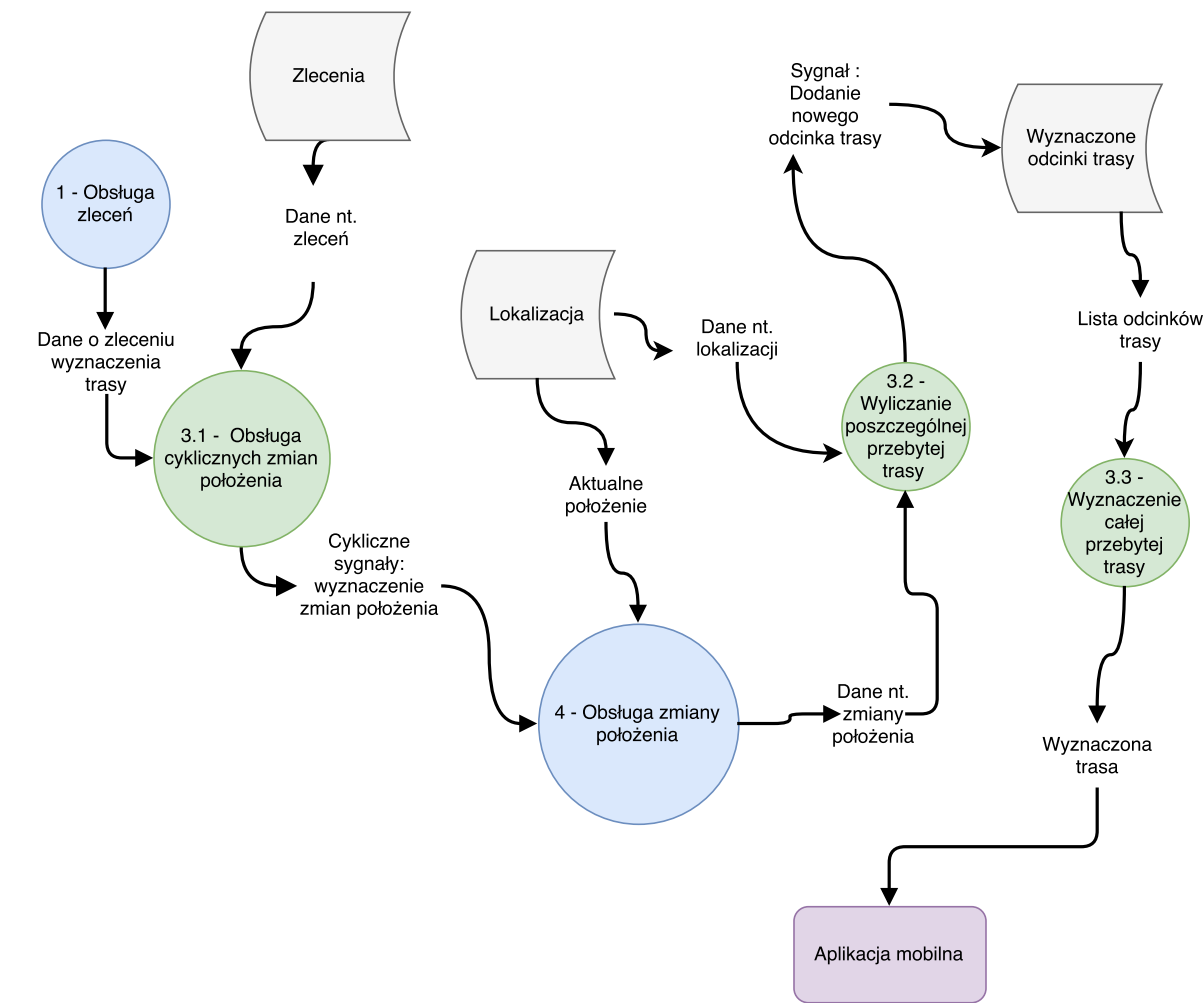 Zlecenia
1 - Obsługa
zleceń
Dane nt.
zleceń
Dane o zleceniu
wyznaczenia
trasy
3.1 -  Obsługa
cyklicznych zmian
położenia
Cykliczne
sygnały:
wyznaczenie
zmian położenia
Lokalizacja
Dane nt.
lokalizacji
Aktualne
położenie
4 - Obsługa zmiany
położenia
Dane nt.
zmiany
położenia
3.2 -
Wyliczanie
poszczególnej
przebytej
trasy
Sygnał :
Dodanie
nowego
odcinka trasy
Wyznaczone
odcinki trasy
Lista odcinków
trasy
3.3 -
Wyznaczenie
całej
przebytej
trasy
Wyznaczona
trasa
Aplikacja mobilna